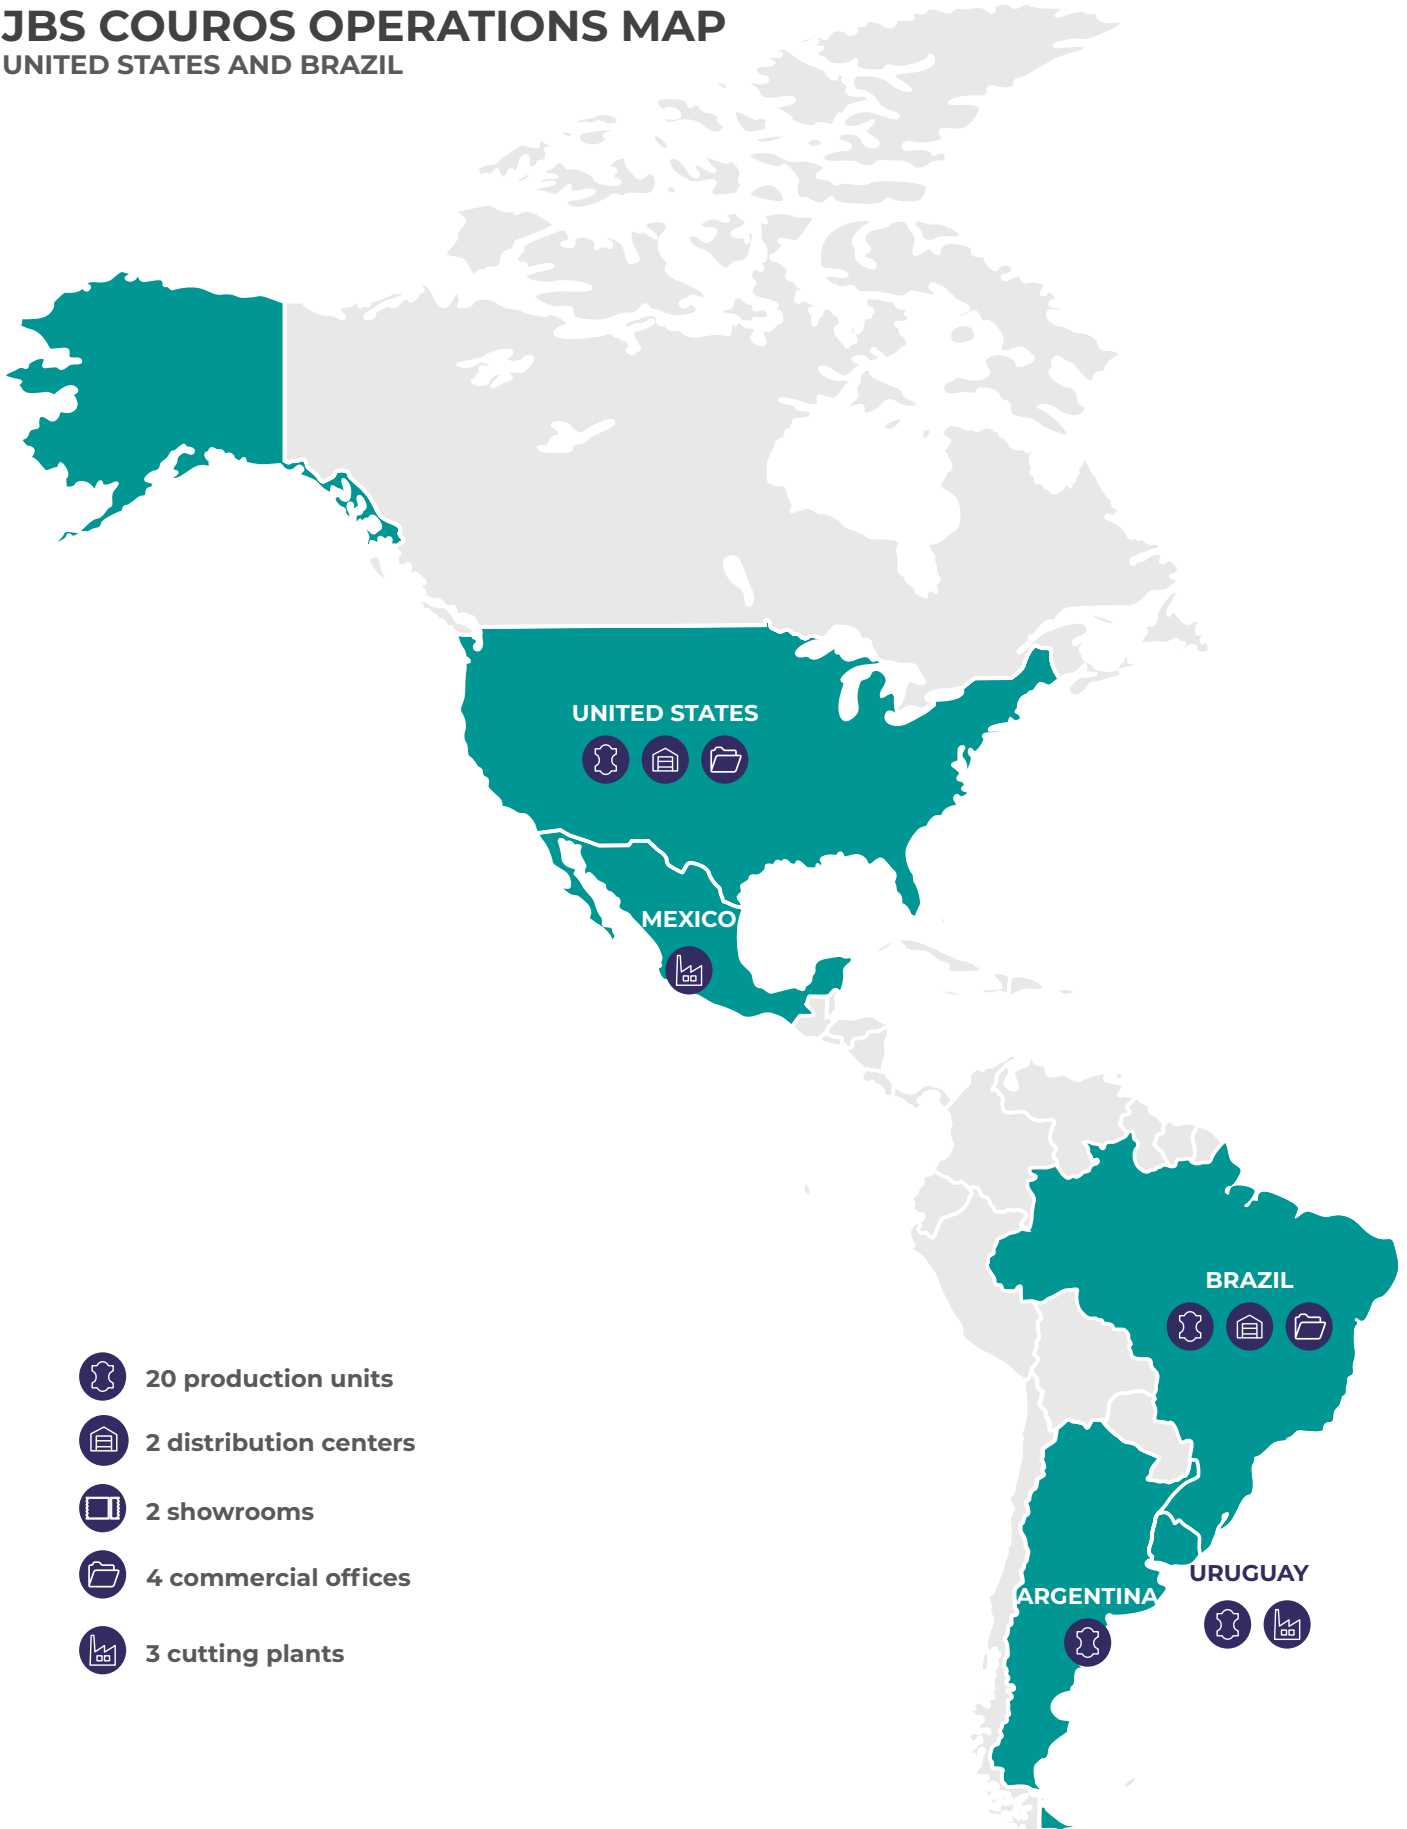 JBS COUROS OPERATIONS MAP
UNITED STATES AND BRAZIL
UNITED STATES
MEXICO
BRAZIL
20 production units
2 distribution centers
2 showrooms
4 commercial offices
3 cutting plants
URUGUAY
ARGENTINA